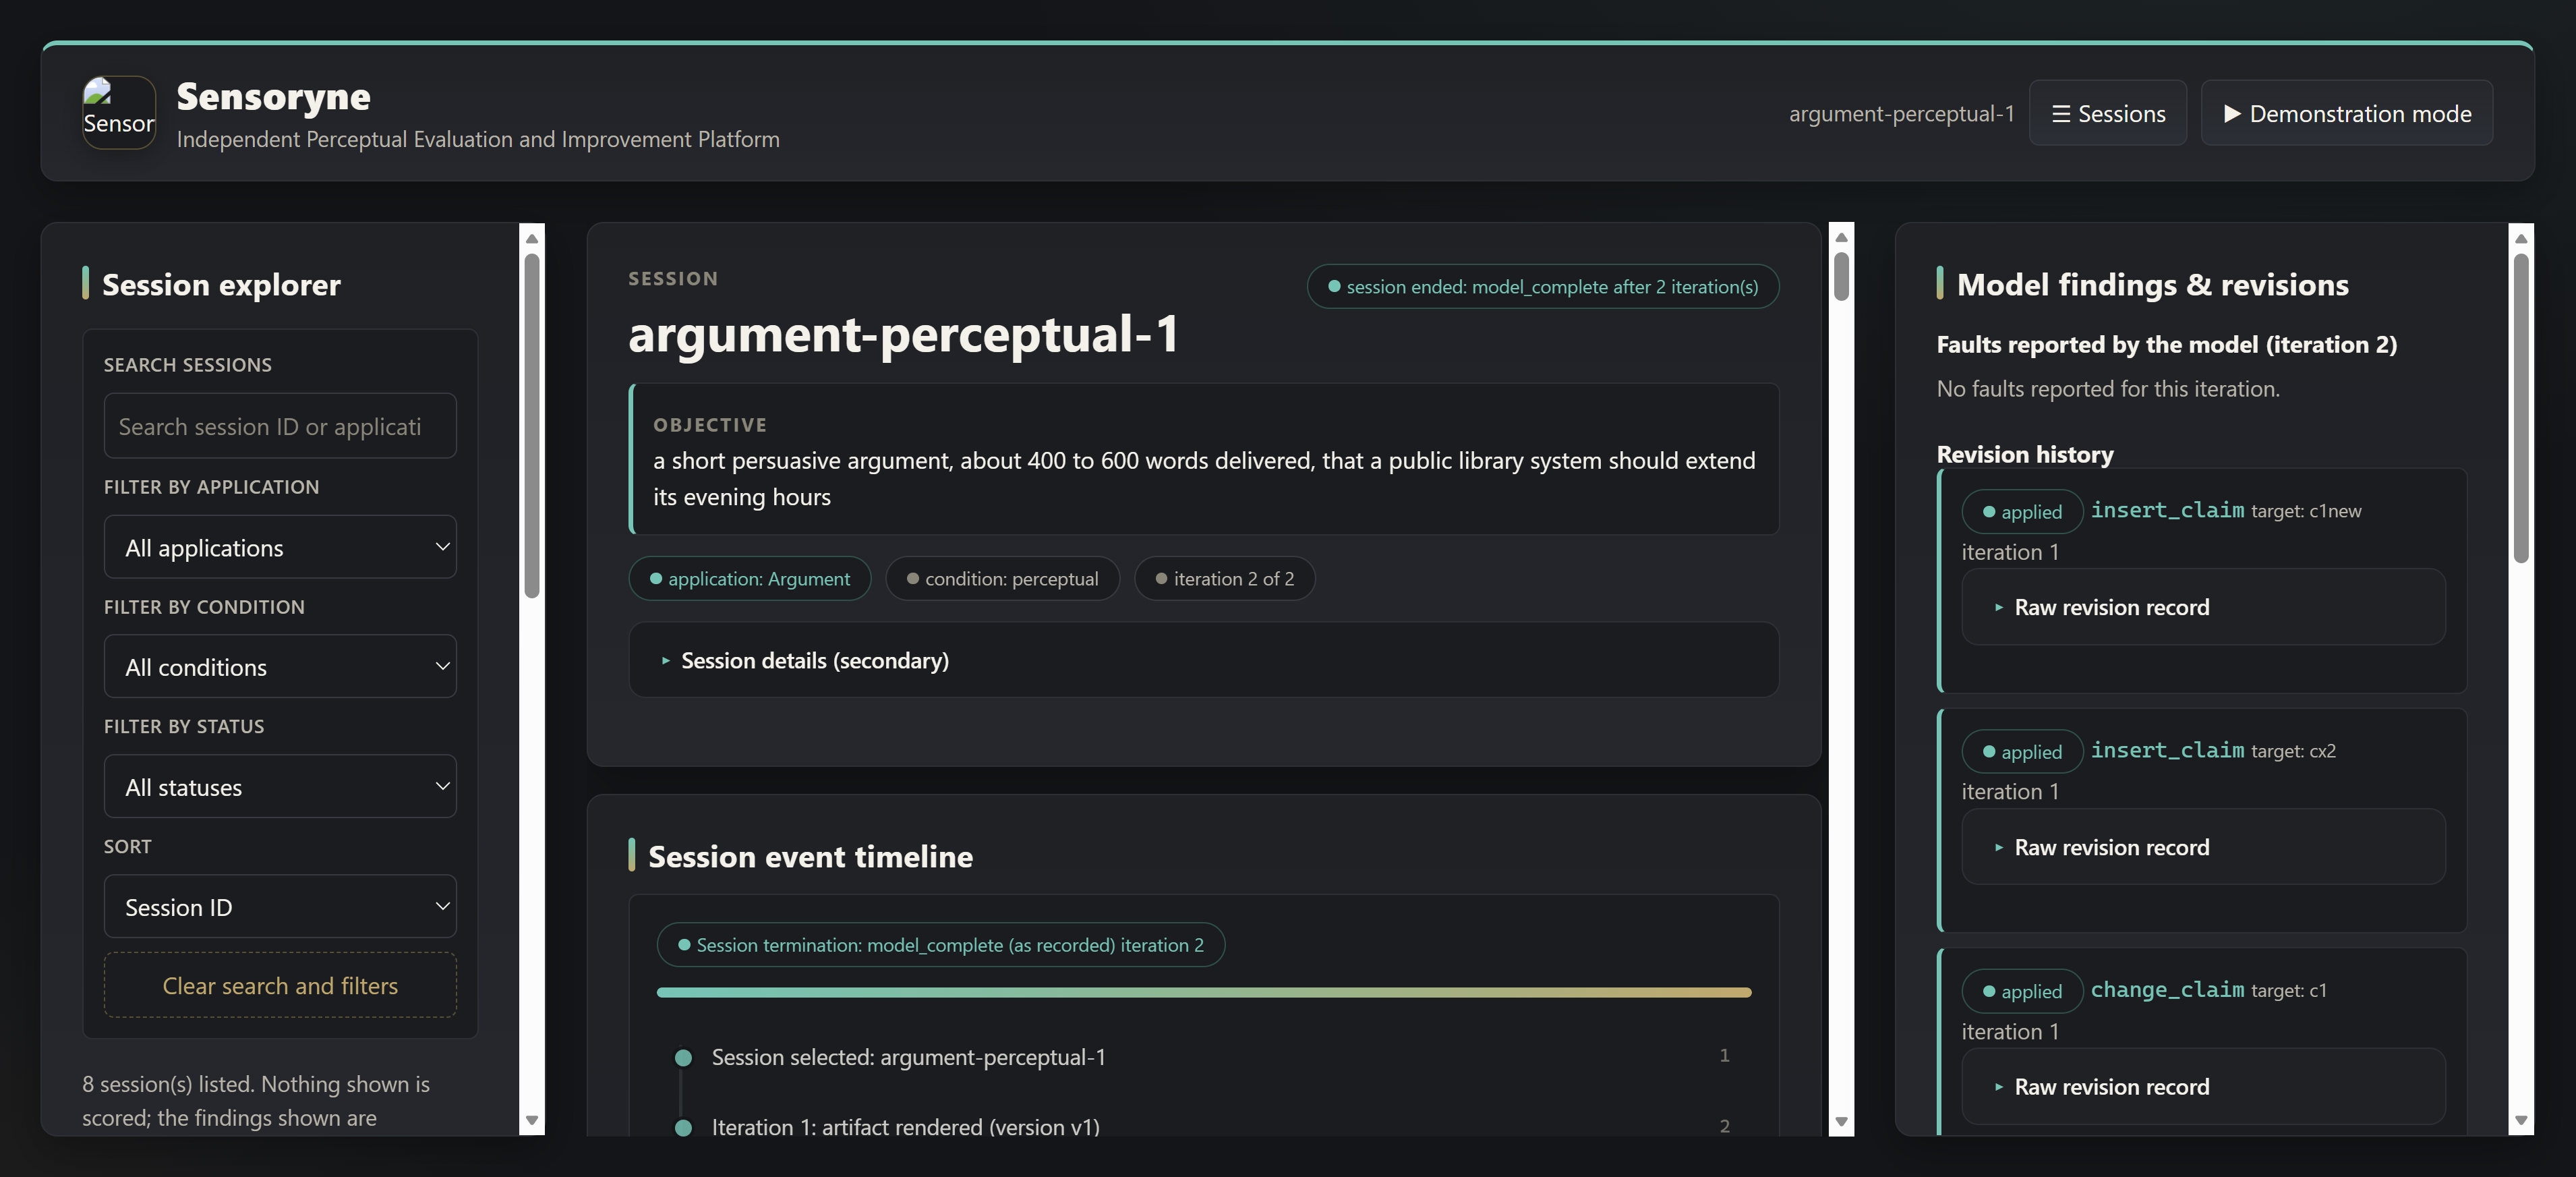 Sensor
Sensoryne
Independent Perceptual Evaluation and Improvement Platform
argument-perceptual-1
☰ Sessions
▶ Demonstration mode
Session explorer
SEARCH SESSIONS
Search session ID or applicati
FILTER BY APPLICATION
All applications
FILTER BY CONDITION
All conditions
FILTER BY STATUS
All statuses
SORT
Session ID
Clear search and filters
8 session(s) listed. Nothing shown is
scored; the findings shown are
SESSION
session ended: model_complete after 2 iteration(s)
argument-perceptual-1
OBJECTIVE
a short persuasive argument, about 400 to 600 words delivered, that a public library system should extend
its evening hours
application: Argument
condition: perceptual
iteration 2 of 2
Session details (secondary)
Session event timeline
Session termination: model_complete (as recorded) iteration 2
Session selected: argument-perceptual-1 1
Iteration 1: artifact rendered (version v1) 2
Model findings & revisions
Faults reported by the model (iteration 2)
No faults reported for this iteration.
Revision history
applied insert_claim target: c1new
iteration 1
Raw revision record
applied insert_claim target: cx2
iteration 1
Raw revision record
applied change_claim target: c1
iteration 1
Raw revision record